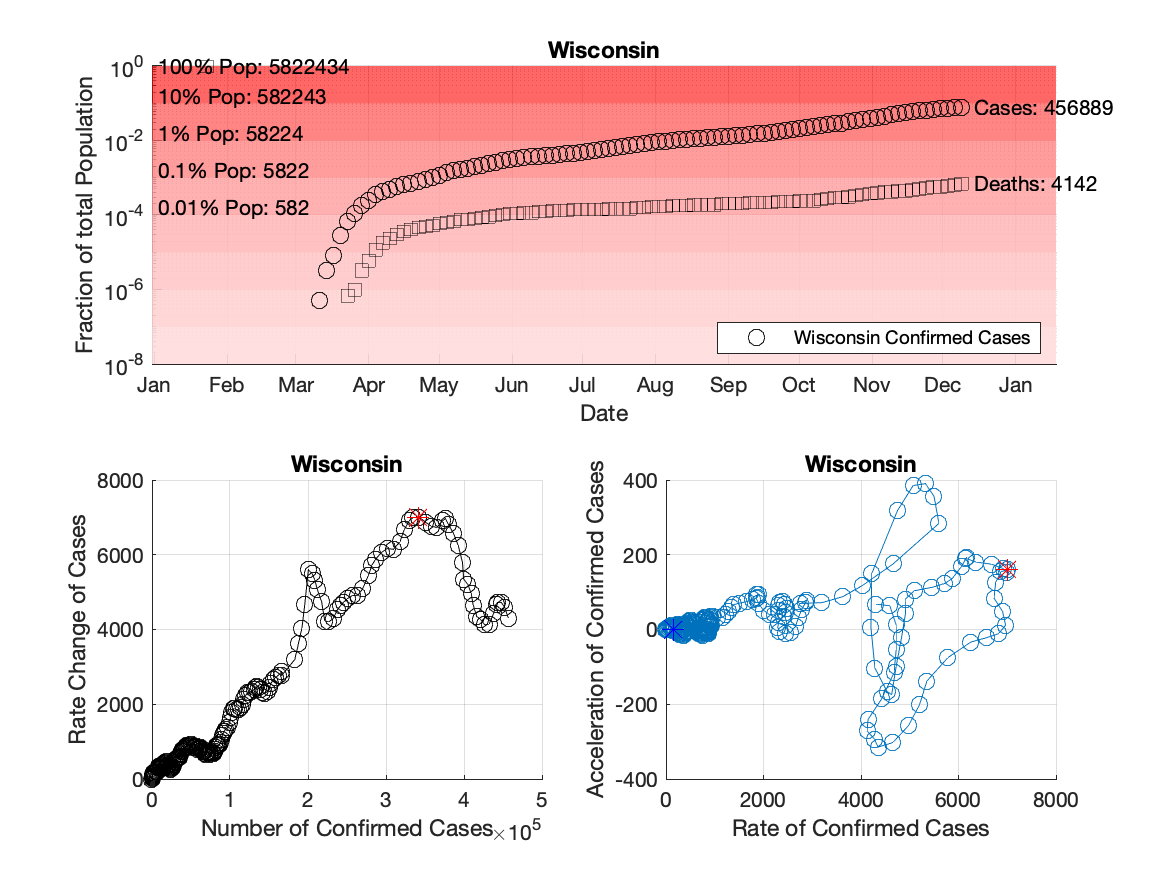 Wisconsin
10^0
10^-2
10^-4
10^-6
10^-8
Fraction of total Population
100% Pop: 5822434
10% Pop: 582243
1% Pop: 58224
0.1% Pop: 5822
0.01% Pop: 582
Cases: 456889
Deaths: 4142
Wisconsin Confirmed Cases
Jan Feb Mar Apr May Jun Jul Aug Sep Oct Nov Dec Jan
Date
Wisconsin
8000
6000
4000
2000
0
Rate Change of Cases
0 1 2 3 4 5
Number of Confirmed Cases ×10^5
Wisconsin
400
200
0
-200
-400
Acceleration of Confirmed Cases
0 2000 4000 6000 8000
Rate of Confirmed Cases